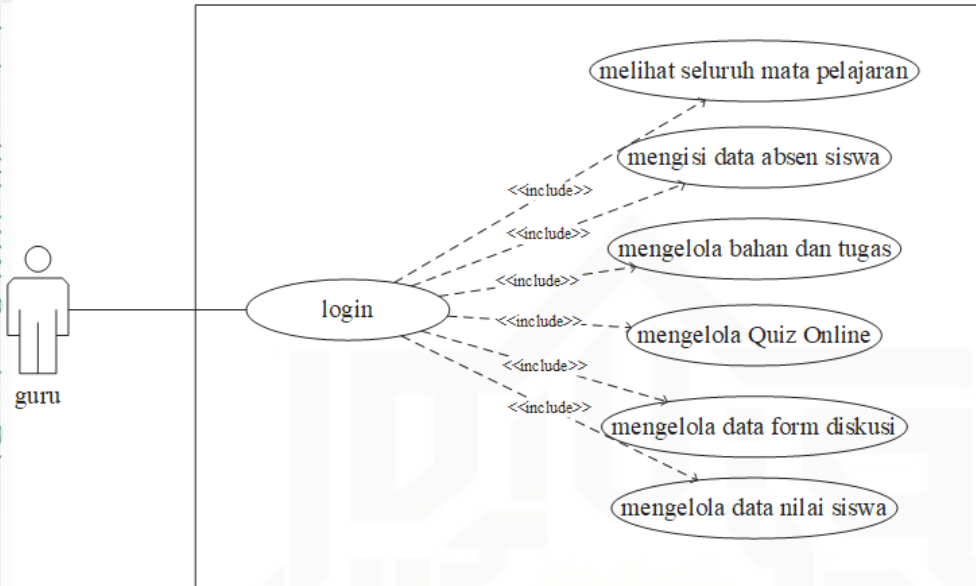 melihat seluruh mata pelajaran
mengisi data absen siswa
<<include>>
<<include>>
mengelola bahan dan tugas
<<include>>
login
<<include>>
mengelola Quiz Online
<<include>>
guru
<<include>>
mengelola data form diskusi
mengelola data nilai siswa